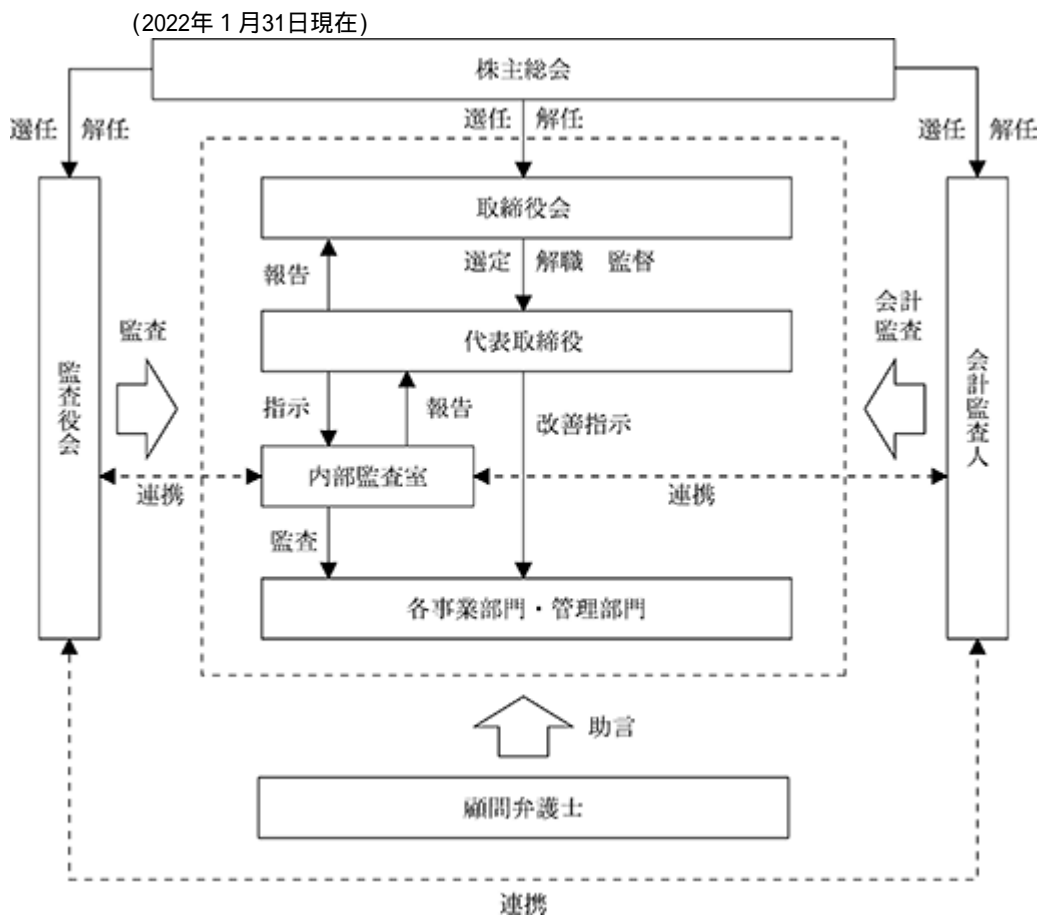 (2022年１月31日現在)
株主総会
選任 解任
選任 解任
選任 解任
取締役会
報告
選定 解職 監督
代表取締役
監査
会計
監査
監査役会
会計監査人
指示
報告
改善指示
内部監査室
連携
連携
監査
各事業部門・管理部門
助言
顧問弁護士
連携